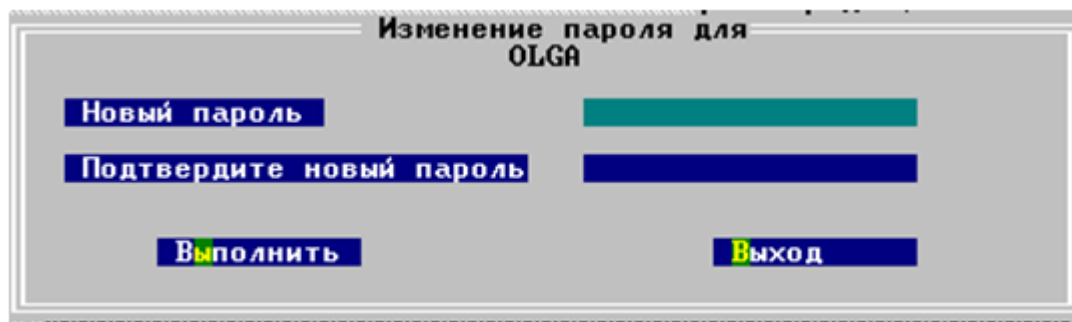 Изменение пароля для
OLGA
Новый пароль
Подтвердите новый пароль
Выполнить Выход